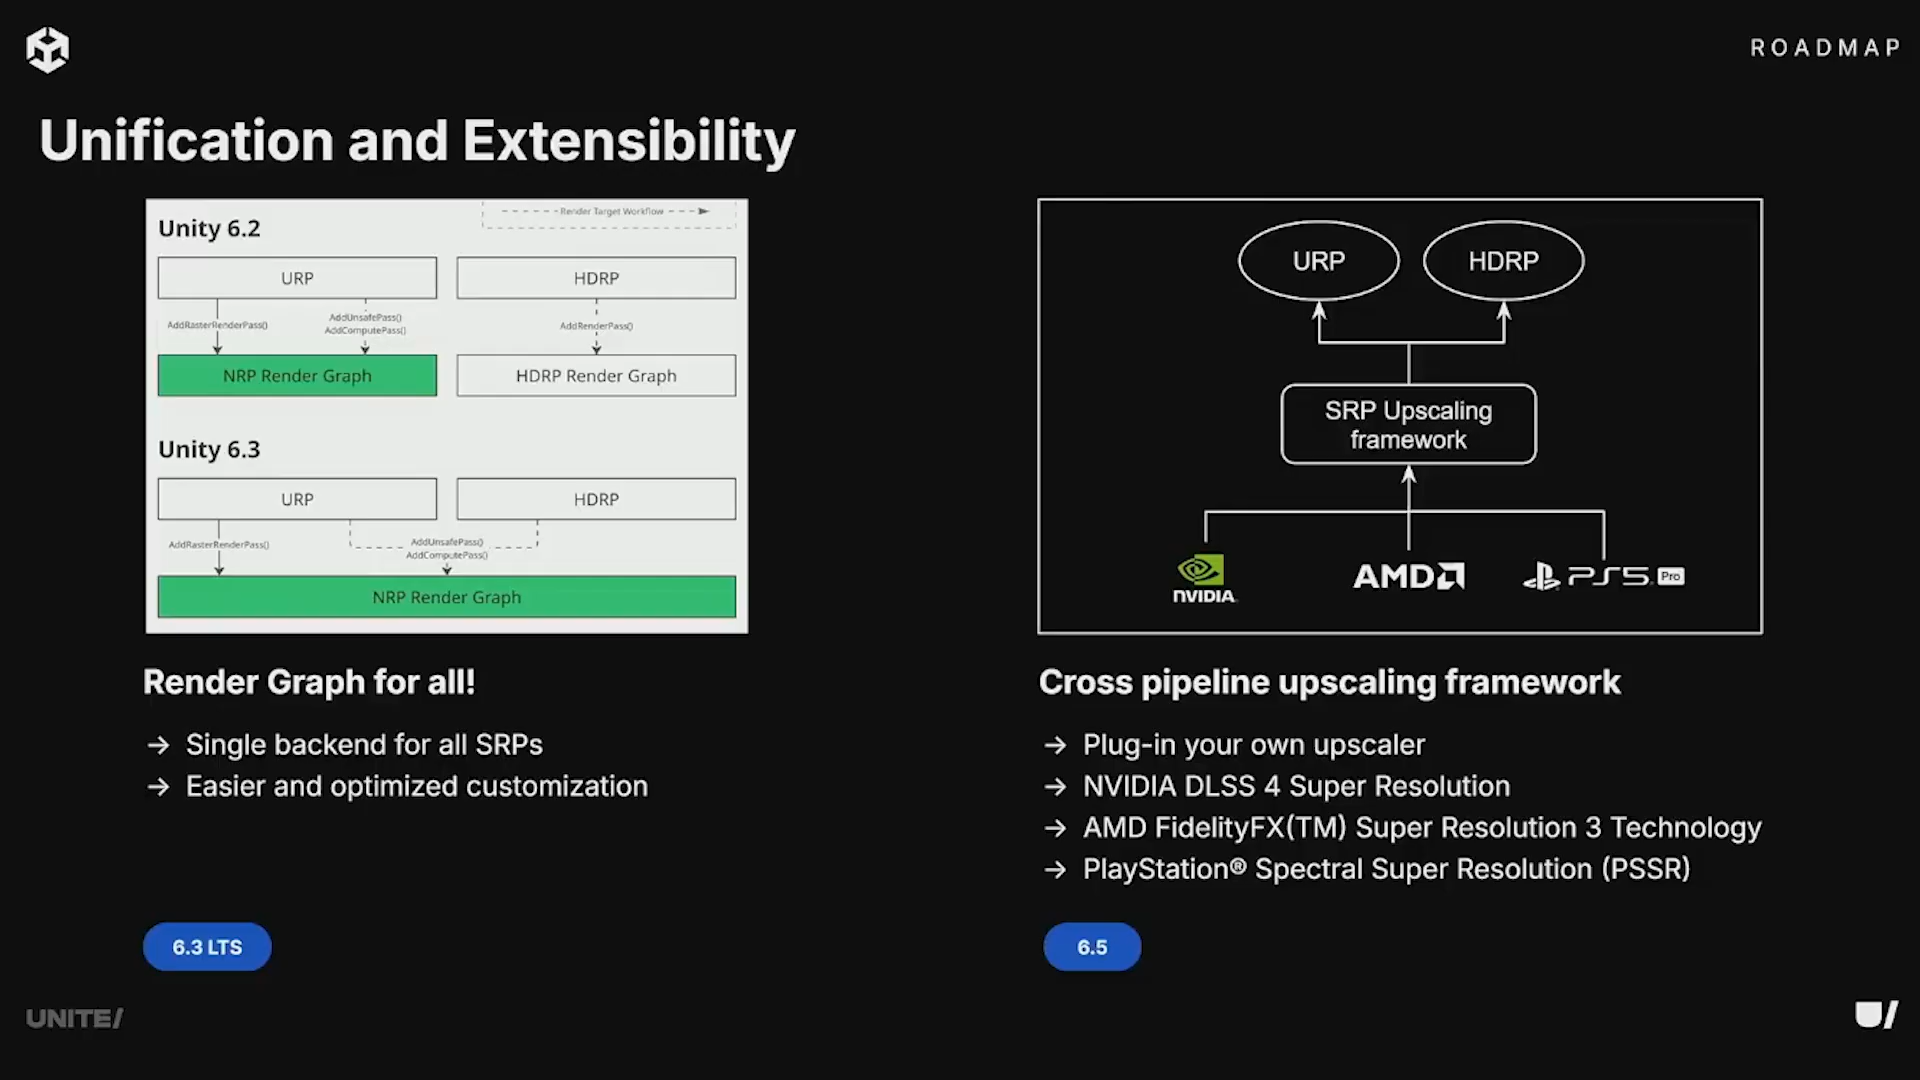 ROADMAP
Unification and Extensibility
Render Target Workflow
Unity 6.2
URP
HDRP
AddRasterRenderPass()
AddUnsafePass()
AddComputePass()
AddRenderPass()
NRP Render Graph
HDRP Render Graph
Unity 6.3
URP
HDRP
AddRasterRenderPass()
AddUnsafePass()
AddComputePass()
NRP Render Graph
Render Graph for all!
→ Single backend for all SRPs
→ Easier and optimized customization
6.3 LTS
URP
HDRP
SRP Upscaling
framework
NVIDIA
AMD
PS5 Pro
Cross pipeline upscaling framework
→ Plug-in your own upscaler
→ NVIDIA DLSS 4 Super Resolution
→ AMD FidelityFX(TM) Super Resolution 3 Technology
→ PlayStation® Spectral Super Resolution (PSSR)
6.5
UNITE/
U/